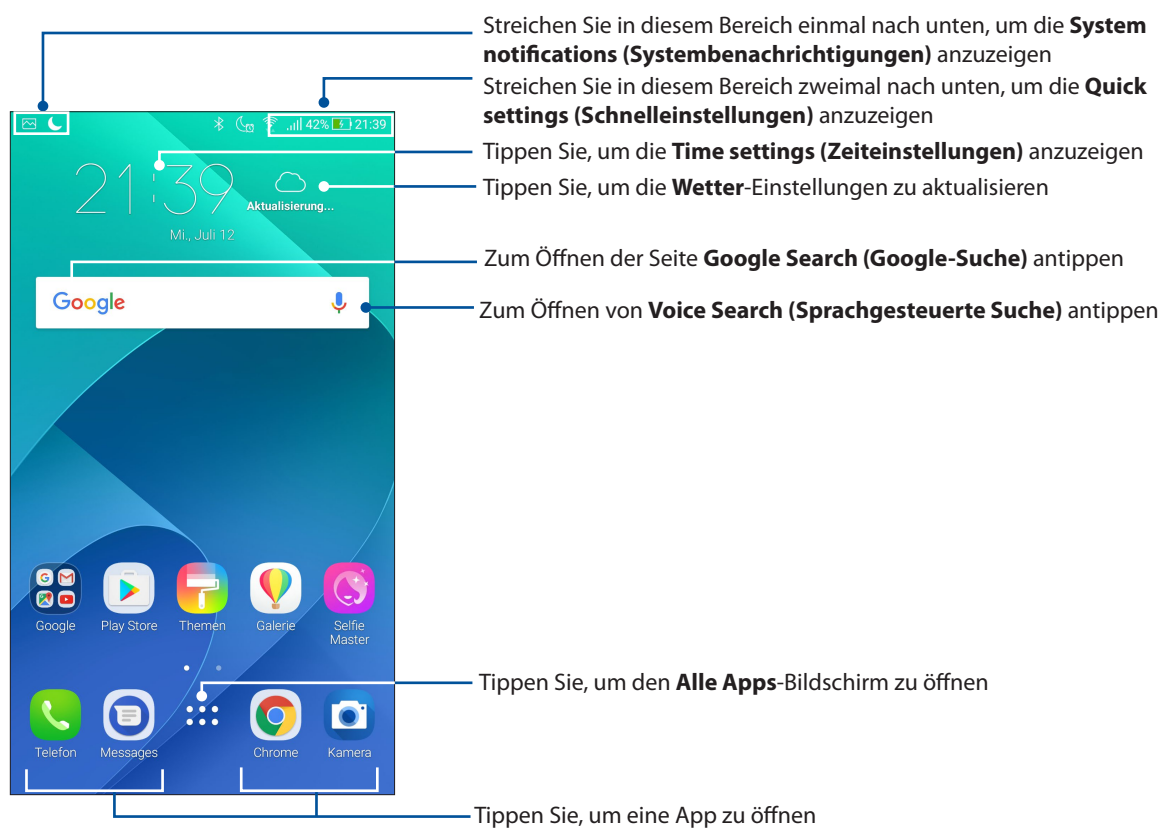 Streichen Sie in diesem Bereich einmal nach unten, um die System
notifications (Systembenachrichtigungen) anzuzeigen
Streichen Sie in diesem Bereich zweimal nach unten, um die Quick
settings (Schnelleinstellungen) anzuzeigen
42% 21:39
Tippen Sie, um die Time settings (Zeiteinstellungen) anzuzeigen
21:39
Tippen Sie, um die Wetter-Einstellungen zu aktualisieren
Aktualisierung...
Mi., Juli 12
Zum Öffnen der Seite Google Search (Google-Suche) antippen
Google
Zum Öffnen von Voice Search (Sprachgesteuerte Suche) antippen
Google Play Store Themen Galerie Selfie
Master
Tippen Sie, um den Alle Apps-Bildschirm zu öffnen
Telefon Messages Chrome Kamera
Tippen Sie, um eine App zu öffnen